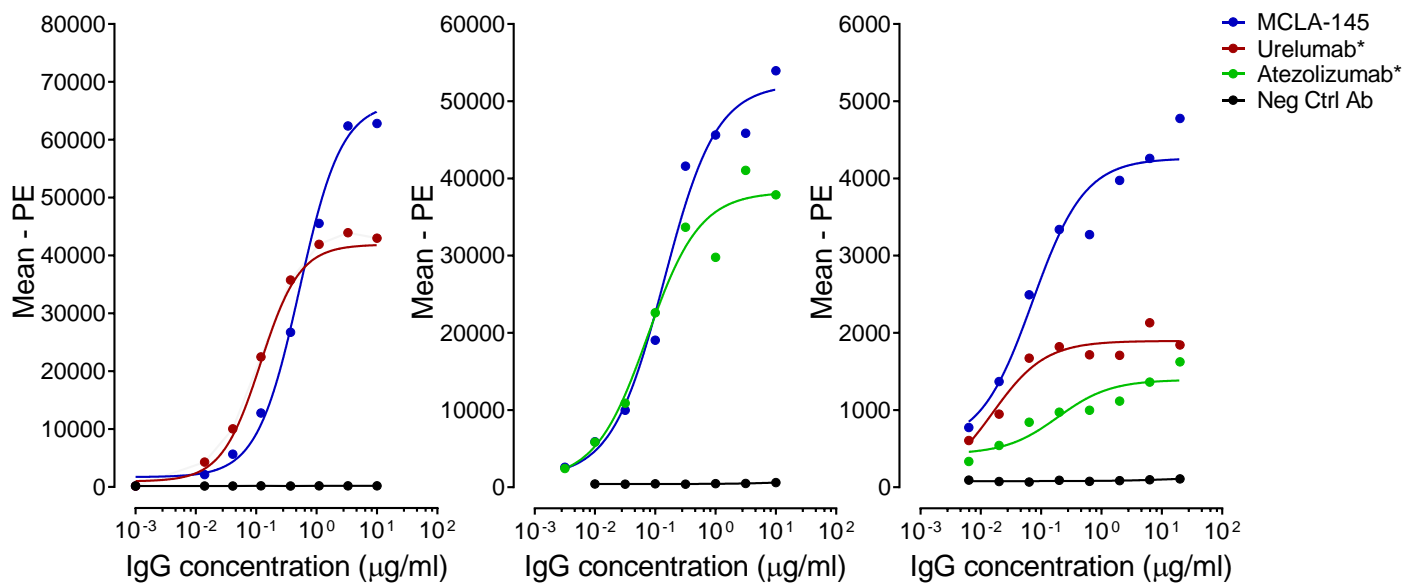 80000
70000
60000
50000
40000
30000
20000
10000
0
Mean - PE
10-3 10-2 10-1 100 101 102
IgG concentration (μg/ml)
60000
50000
40000
30000
20000
10000
0
Mean - PE
10-3 10-2 10-1 100 101 102
IgG concentration (μg/ml)
6000
5000
4000
3000
2000
1000
0
Mean - PE
10-3 10-2 10-1 100 101 102
IgG concentration (μg/ml)
MCLA-145
Urelumab*
Atezolizumab*
Neg Ctrl Ab